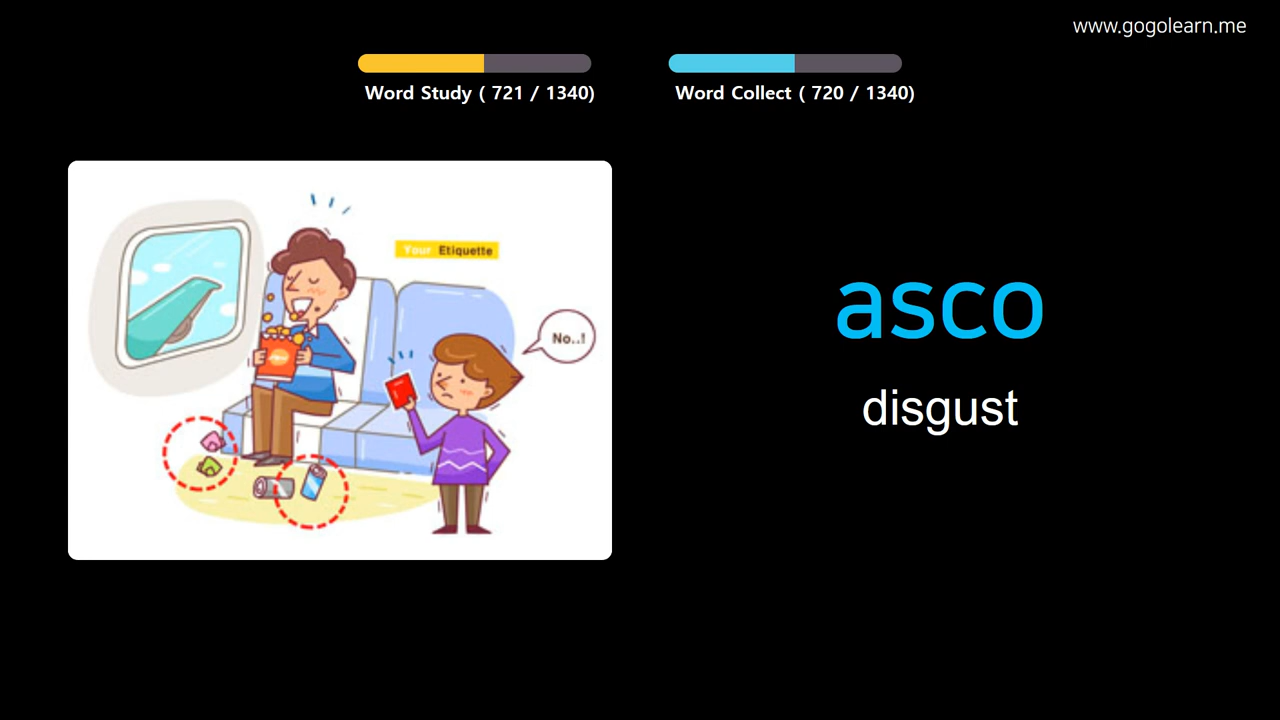 www.gogolearn.me
Word Study ( 721 / 1340)
Word Collect ( 720 / 1340)
Your Etiquette
No..!
asco
disgust